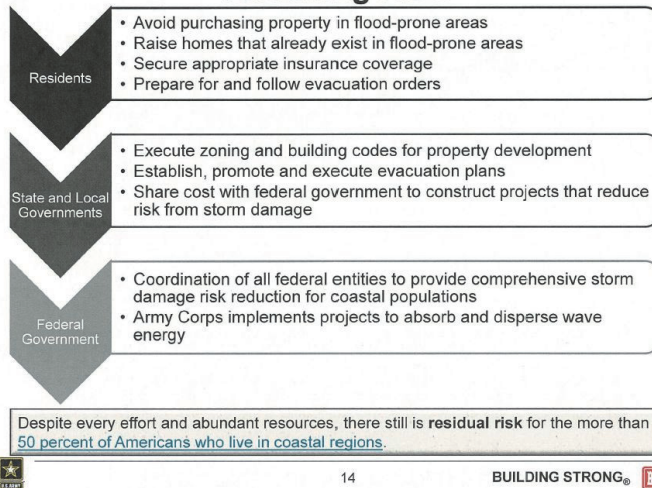 Residents
• Avoid purchasing property in flood-prone areas
• Raise homes that already exist in flood-prone areas
• Secure appropriate insurance coverage
• Prepare for and follow evacuation orders
State and Local
Governments
• Execute zoning and building codes for property development
• Establish, promote and execute evacuation plans
• Share cost with federal government to construct projects that reduce
risk from storm damage
Federal
Government
• Coordination of all federal entities to provide comprehensive storm
damage risk reduction for coastal populations
• Army Corps implements projects to absorb and disperse wave
energy
Despite every effort and abundant resources, there still is residual risk for the more than
50 percent of Americans who live in coastal regions.
U.S. ARMY
14
BUILDING STRONG®